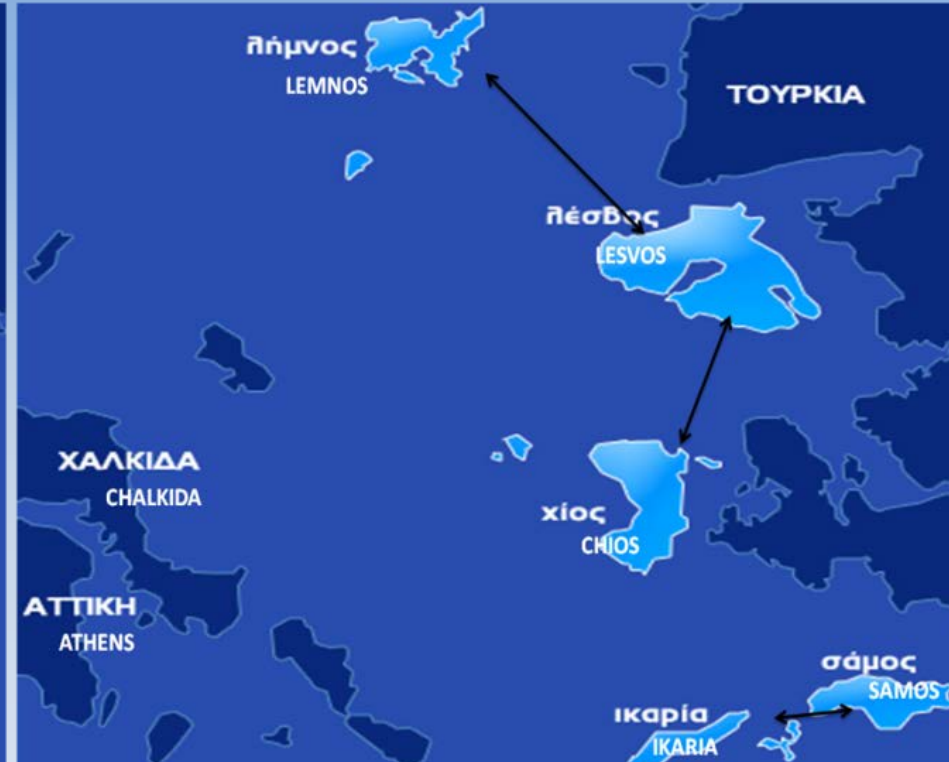 λήμνος
LEMNOS
ΤΟΥΡΚΙΑ
λέσβος
LESVOS
ΧΑΛΚΙΔΑ
CHALKIDA
χίος
CHIOS
ΑΤΤΙΚΗ
ATHENS
σάμος
SAMOS
ικαρία
IKARIA